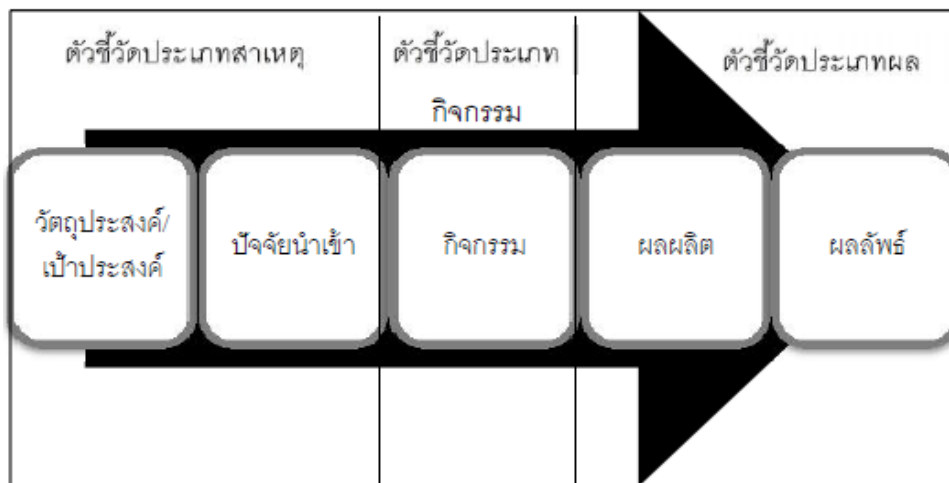 ตัวชี้วัดประเภทสาเหตุ
ตัวชี้วัดประเภท
กิจกรรม
ตัวชี้วัดประเภทผล
วัตถุประสงค์/
เป้าประสงค์
ปัจจัยนำเข้า
กิจกรรม
ผลผลิต
ผลลัพธ์